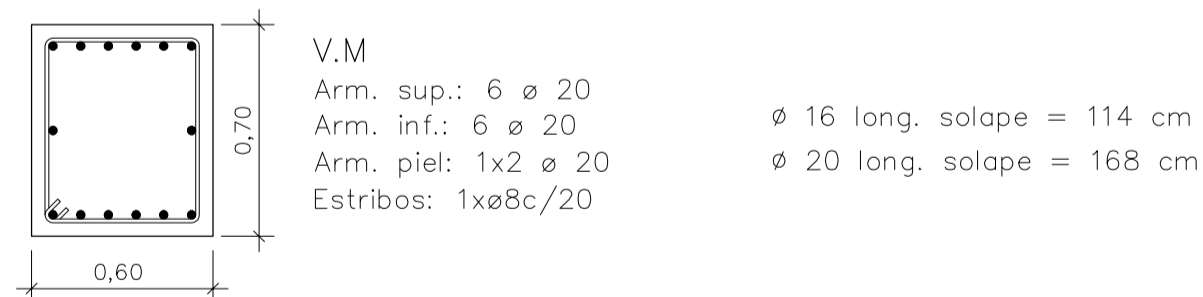 V.M
Arm. sup.: 6 ø 20
Arm. inf.: 6 ø 20
Arm. piel: 1x2 ø 20
Estribos: 1xø8c/20
0,70
0,60
ø 16 long. solape = 114 cm
ø 20 long. solape = 168 cm